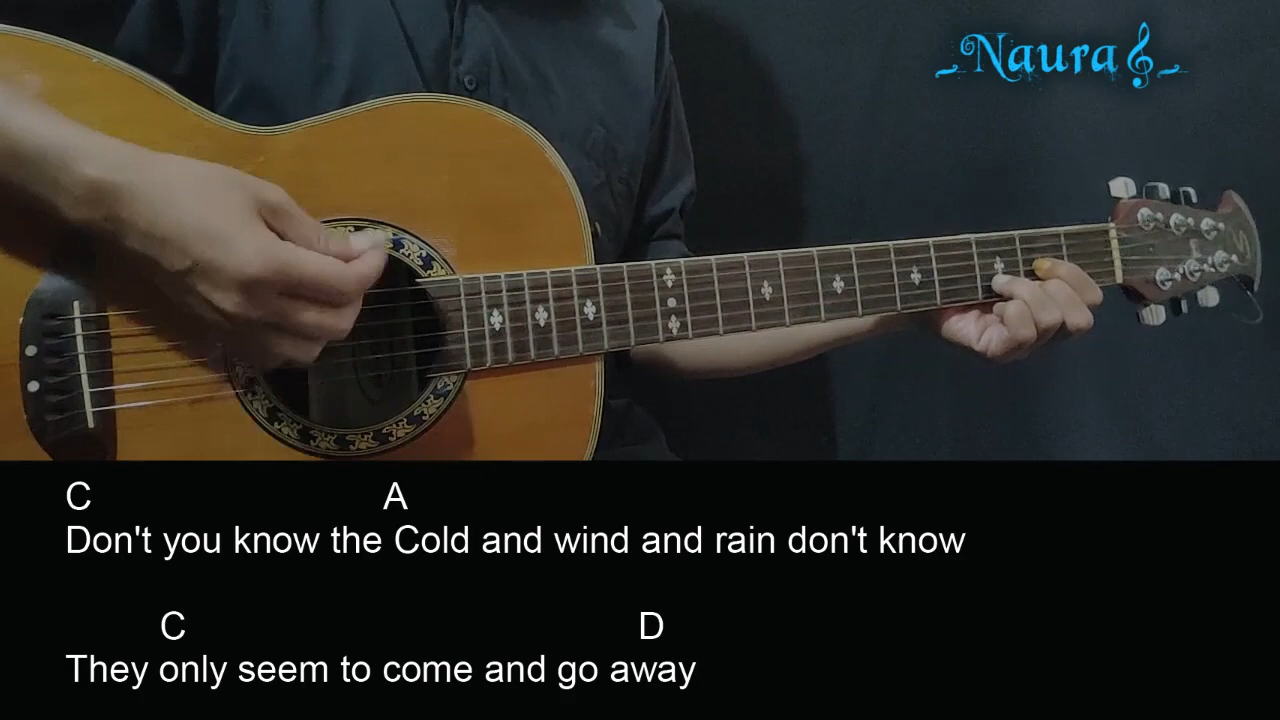 Naura
C A
Don't you know the Cold and wind and rain don't know
C D
They only seem to come and go away